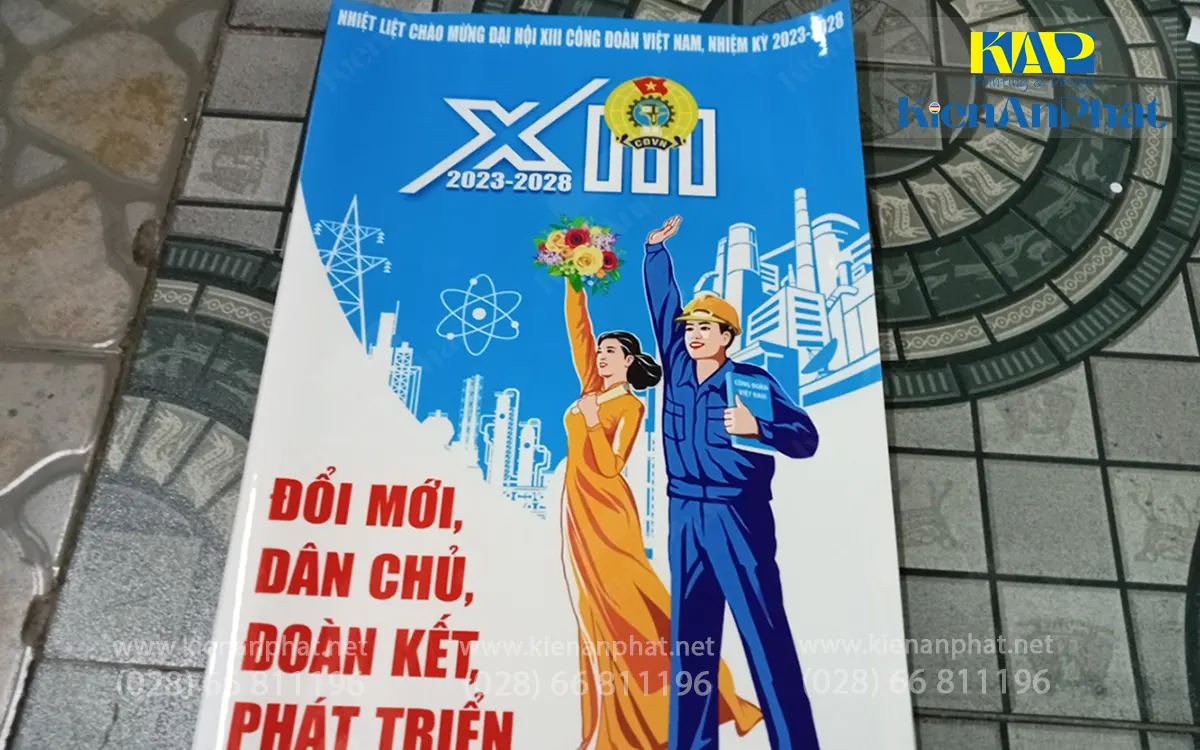 NHIỆT LIỆT CHÀO MỪNG ĐẠI HỘI XIII CÔNG ĐOÀN VIỆT NAM, NHIỆM KỲ 2023-2028
KAP
KienAnPhat
XIII
CĐVN
2023-2028
CÔNG ĐOÀN
VIỆT NAM
ĐỔI MỚI,
DÂN CHỦ,
ĐOÀN KẾT,
PHÁT TRIỂN
www.kienanphat.net www.kienanphat.net www.kienanphat.net
(028) 66 811196 (028) 66 811196 (028) 66 811196